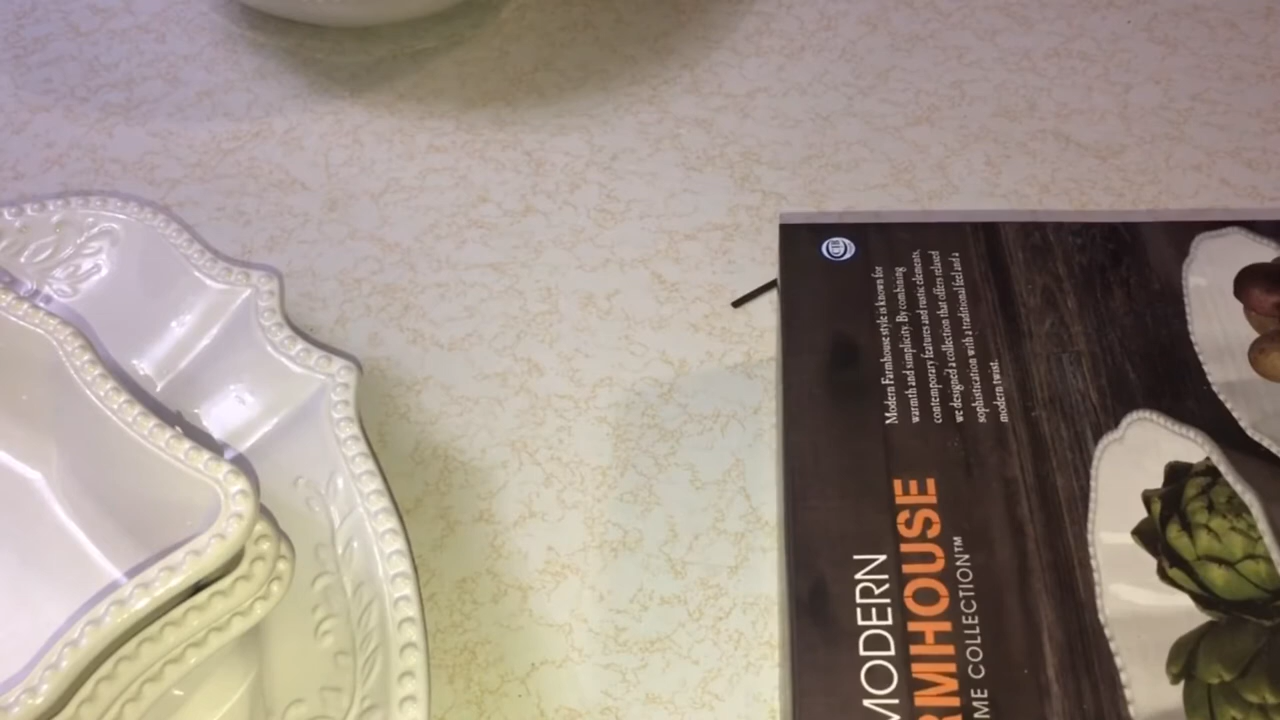 Modern Farmhouse style is known for
warmth and simplicity. By combining
contemporary features and rustic elements,
we designed a collection that offers relaxed
sophistication with a traditional feel and a
modern twist.
MODERN
RMHOUSE
ME COLLECTION™